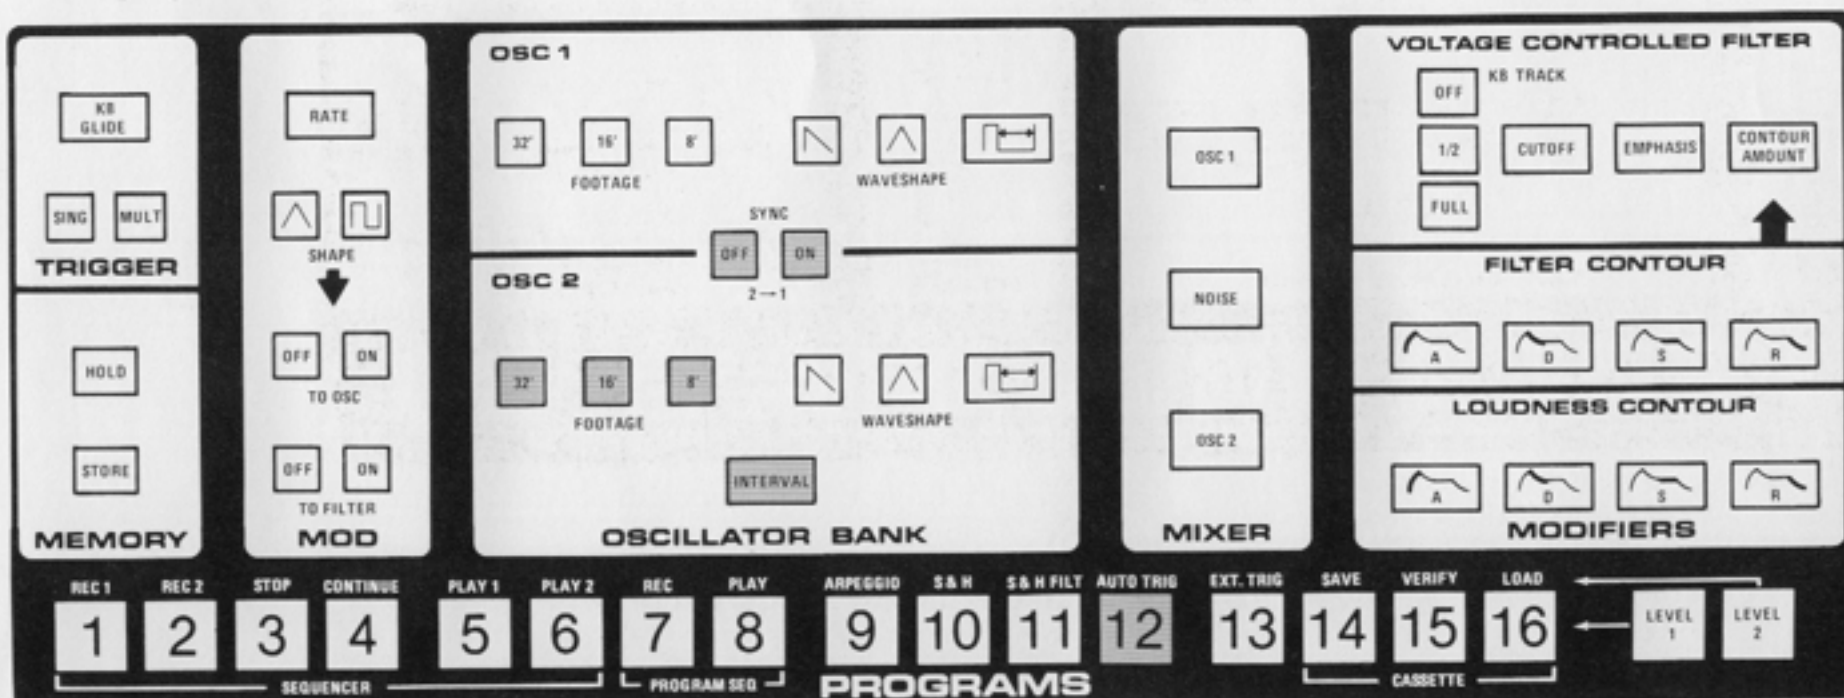 KB
GLIDE
SING MULT
TRIGGER
HOLD
STORE
MEMORY
RATE
SHAPE
OFF ON
TO OSC
OFF ON
TO FILTER
MOD
OSC 1
32' 16' 8'
FOOTAGE WAVESHAPE
SYNC
OFF ON
2→1
OSC 2
32' 16' 8'
FOOTAGE WAVESHAPE
INTERVAL
OSCILLATOR BANK
OSC 1
NOISE
OSC 2
MIXER
VOLTAGE CONTROLLED FILTER
KB TRACK
OFF
1/2 CUTOFF EMPHASIS CONTOUR
AMOUNT
FULL
FILTER CONTOUR
A D S R
LOUDNESS CONTOUR
A D S R
MODIFIERS
REC 1 REC 2 STOP CONTINUE PLAY 1 PLAY 2 REC PLAY ARPEGGIO S & H S & H FILT AUTO TRIG EXT. TRIG SAVE VERIFY LOAD
1 2 3 4 5 6 7 8 9 10 11 12 13 14 15 16
LEVEL
1
LEVEL
2
SEQUENCER PROGRAM SEQ PROGRAMS CASSETTE